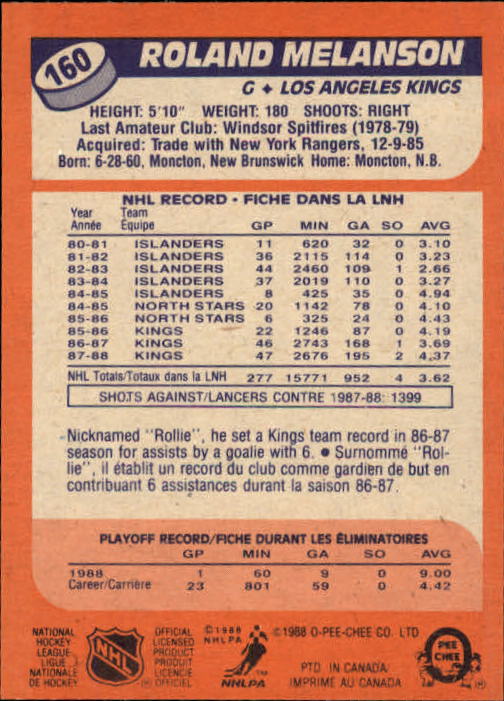 160
ROLAND MELANSON
G ♦ LOS ANGELES KINGS
HEIGHT: 5'10" WEIGHT: 180 SHOOTS: RIGHT
Last Amateur Club: Windsor Spitfires (1978-79)
Acquired: Trade with New York Rangers, 12-9-85
Born: 6-28-60, Moncton, New Brunswick Home: Moncton, N.B.
NHL RECORD • FICHE DANS LA LNH
Year Team
Année Équipe GP MIN GA SO AVG
80-81 ISLANDERS 11 620 32 0 3.10
81-82 ISLANDERS 36 2115 114 0 3.23
82-83 ISLANDERS 44 2460 109 1 2.66
83-84 ISLANDERS 37 2019 110 0 3.27
84-85 ISLANDERS 8 425 35 0 4.94
84-85 NORTH STARS 20 1142 78 0 4.10
85-86 NORTH STARS 6 325 24 0 4.43
85-86 KINGS 22 1246 87 0 4.19
86-87 KINGS 46 2743 168 1 3.69
87-88 KINGS 47 2676 195 2 4.37
NHL Totals/Totaux dans la LNH 277 15771 952 4 3.62
SHOTS AGAINST/LANCERS CONTRE 1987-88: 1399
Nicknamed "Rollie", he set a Kings team record in 86-87
season for assists by a goalie with 6. • Surnommé "Rol-
lie", il établit un record du club comme gardien de but en
contribuant 6 assistances durant la saison 86-87.
PLAYOFF RECORD/FICHE DURANT LES ÉLIMINATOIRES
GP MIN GA SO AVG
1988 1 60 9 0 9.00
Career/Carrière 23 801 59 0 4.42
NATIONAL
HOCKEY
LEAGUE
LIGUE
NATIONALE
DE HOCKEY
NHL
OFFICIAL
LICENSED
PRODUCT
PRODUIT
LICENCIÉ
OFFICIEL
© 1988
NHLPA
NHLPA
© 1988 O-PEE-CHEE CO. LTD
PTD. IN CANADA
IMPRIMÉ AU CANADA
PEE
CHEE